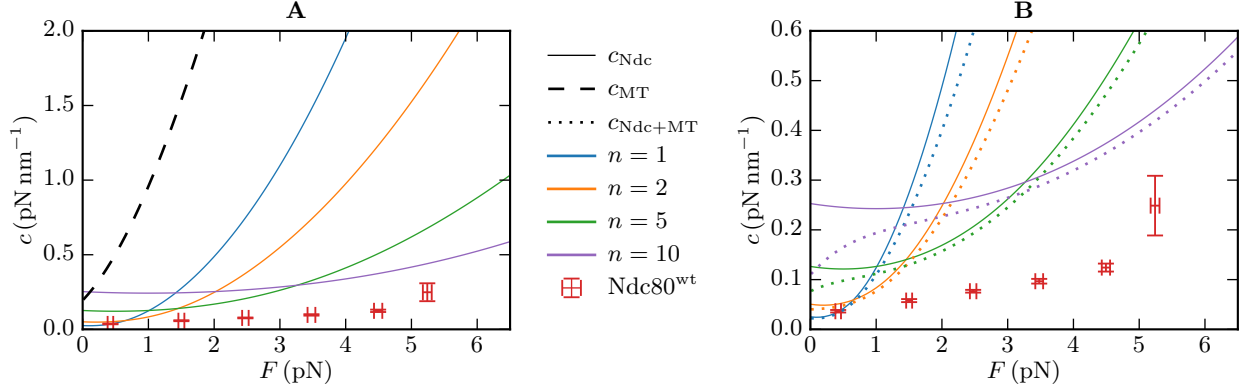 A
2.0
1.5
1.0
0.5
0.0
c (pN nm⁻¹)
0 1 2 3 4 5 6
F (pN)
c_Ndc
c_MT
c_Ndc+MT
n = 1
n = 2
n = 5
n = 10
Ndc80^wt
B
0.6
0.5
0.4
0.3
0.2
0.1
0.0
c (pN nm⁻¹)
0 1 2 3 4 5 6
F (pN)